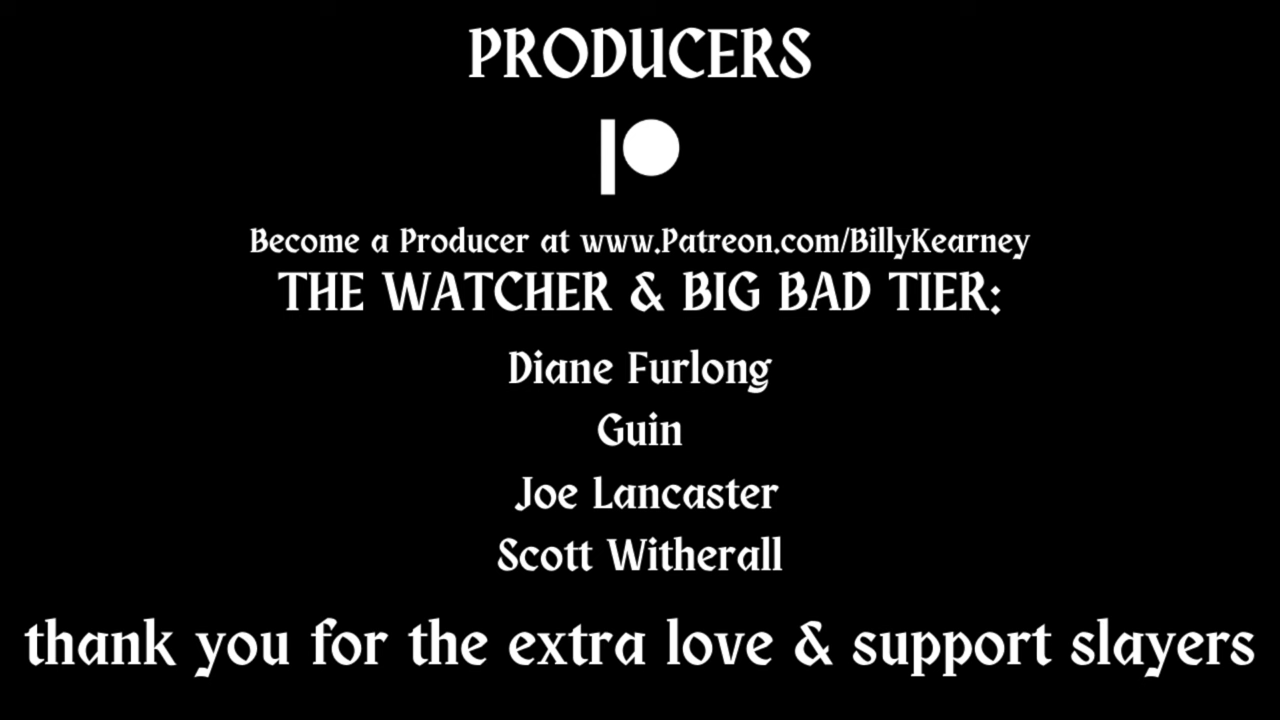 PRODUCERS
Become a Producer at www.Patreon.com/BillyKearney
THE WATCHER & BIG BAD TIER:
Diane Furlong
Guin
Joe Lancaster
Scott Witherall
thank you for the extra love & support slayers